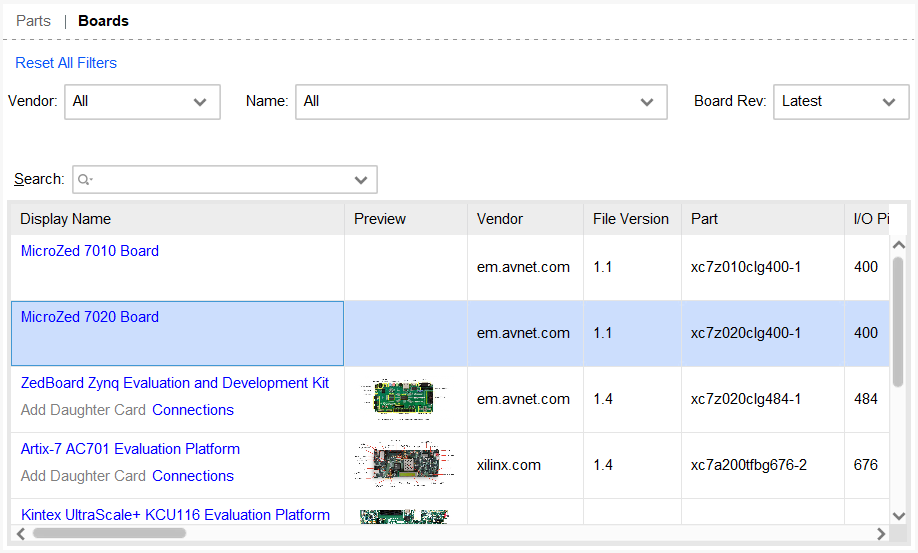 Parts | Boards
Reset All Filters
Vendor: All Name: All Board Rev: Latest
Search:
Display Name Preview Vendor File Version Part I/O Pi
MicroZed 7010 Board em.avnet.com 1.1 xc7z010clg400-1 400
MicroZed 7020 Board em.avnet.com 1.1 xc7z020clg400-1 400
ZedBoard Zynq Evaluation and Development Kit
Add Daughter Card Connections em.avnet.com 1.4 xc7z020clg484-1 484
Artix-7 AC701 Evaluation Platform
Add Daughter Card Connections xilinx.com 1.4 xc7a200tfbg676-2 676
Kintex UltraScale+ KCU116 Evaluation Platform